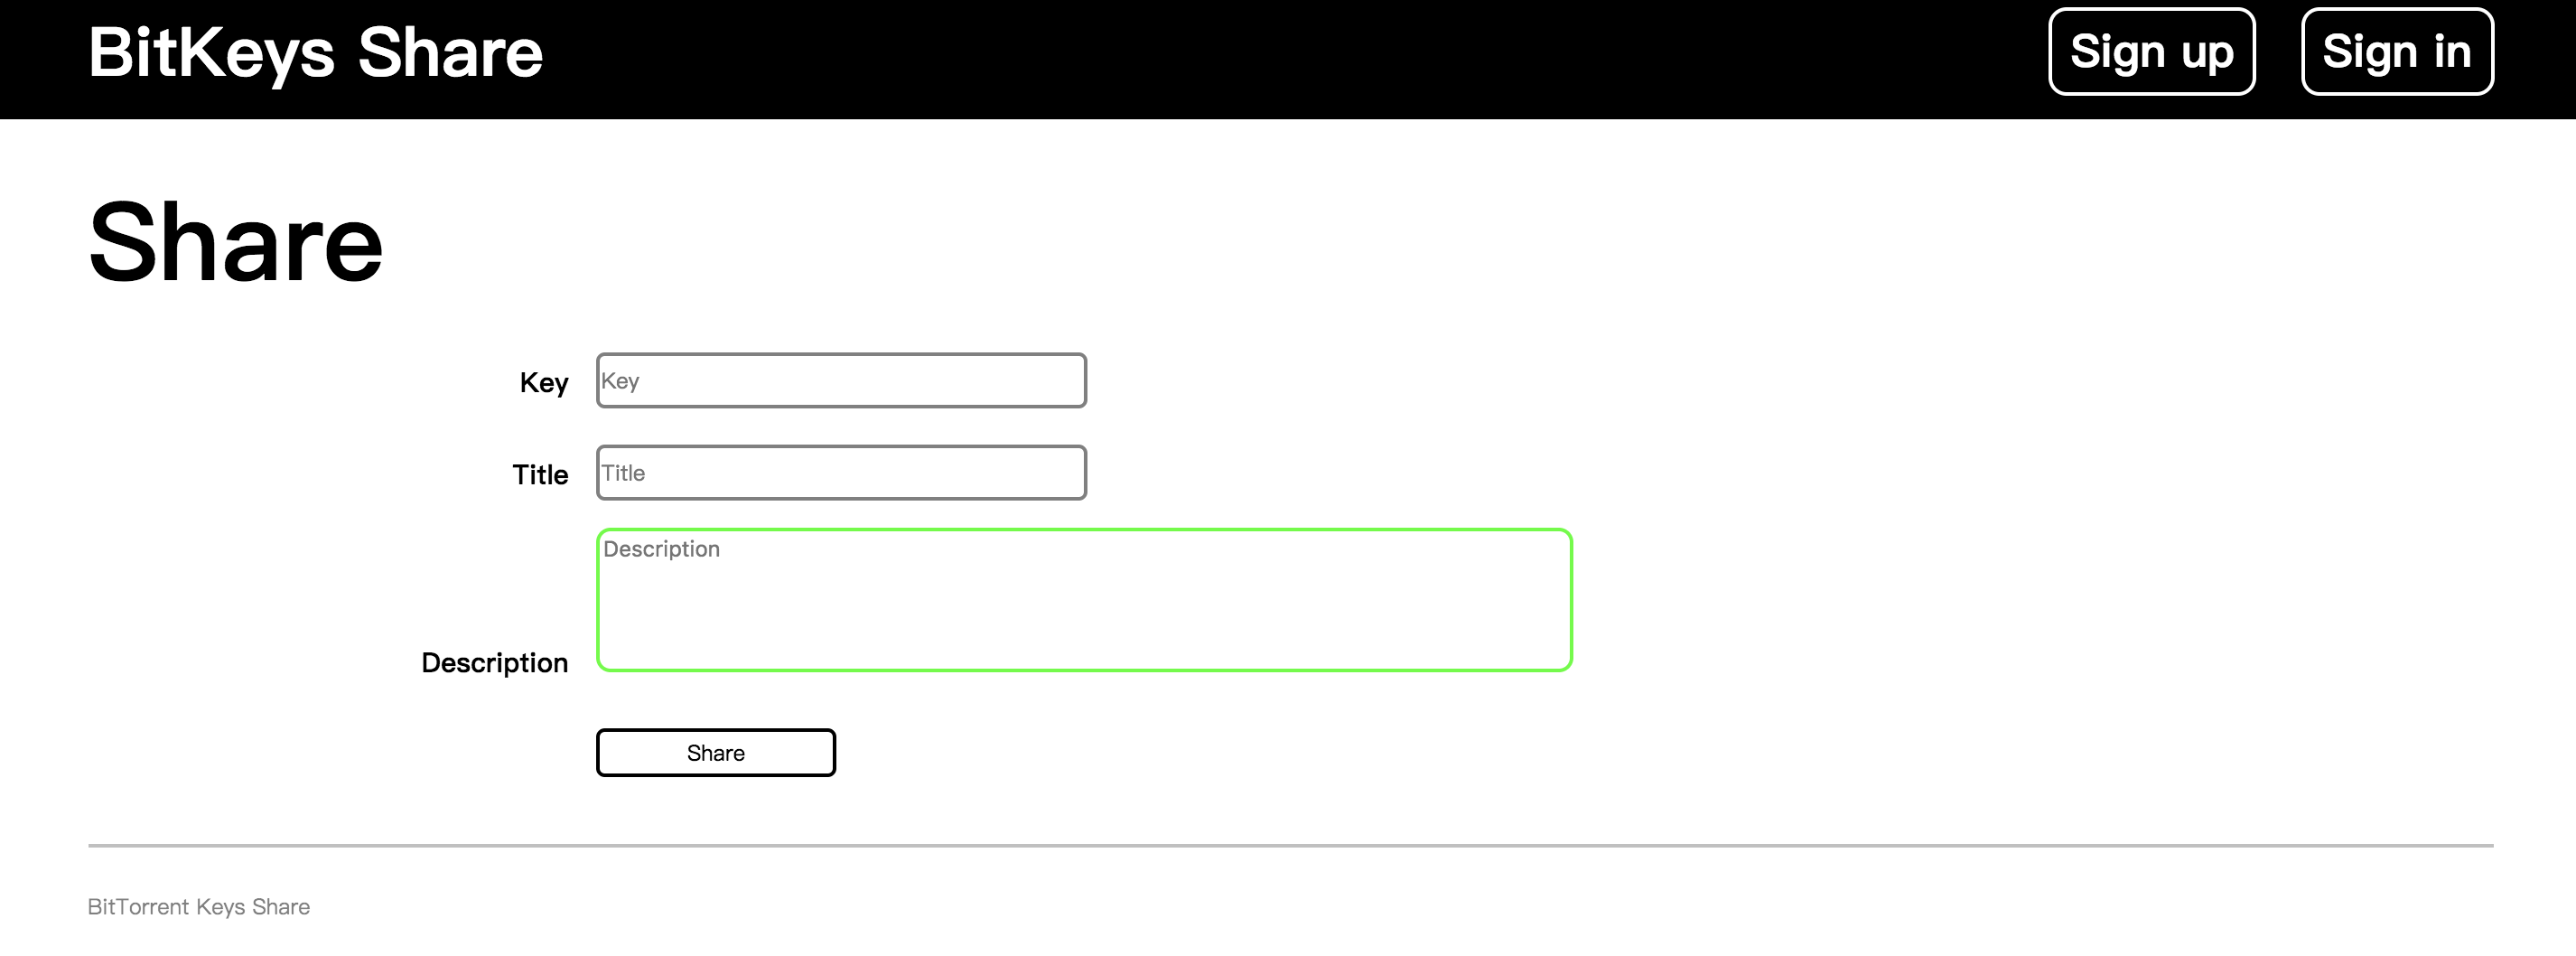 BitKeys Share Sign up Sign in
Share
Key Key
Title Title
Description
Description
Share
BitTorrent Keys Share